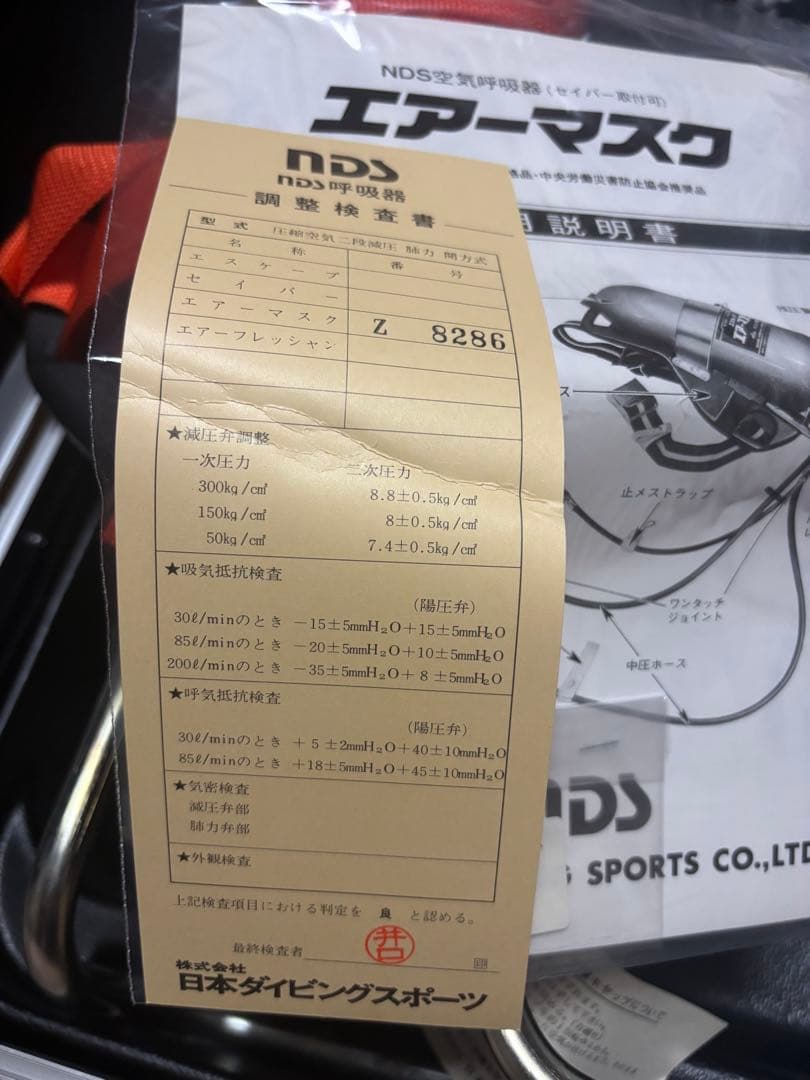 NDS空気呼吸器(セイバー取付可)
エアーマスク
品・中央労働災害防止協会推奨品
説明書
止メストラップ
ワンタッチ
ジョイント
中圧ホース
NDS
SPORTS CO.,LTD
nDS
nDS呼吸器
調整検査書
型式 圧縮空気二段減圧 肺力 開方式
名称 番号
エスケープ
セイバー
エアーマスク Z 8286
エアーフレッシャン
★減圧弁調整
一次圧力 二次圧力
300kg/c㎡ 8.8±0.5kg/c㎡
150kg/c㎡ 8±0.5kg/c㎡
50kg/c㎡ 7.4±0.5kg/c㎡
★吸気抵抗検査
(陽圧弁)
30ℓ/minのとき −15±5mmH₂O+15±5mmH₂O
85ℓ/minのとき −20±5mmH₂O+10±5mmH₂O
200ℓ/minのとき −35±5mmH₂O+ 8 ±5mmH₂O
★呼気抵抗検査
(陽圧弁)
30ℓ/minのとき + 5 ±2mmH₂O+40±10mmH₂O
85ℓ/minのとき +18±5mmH₂O+45±10mmH₂O
★気密検査
減圧弁部
肺力弁部
★外観検査
上記検査項目における判定を 良 と認める。
最終検査者 井口 印
株式会社
日本ダイビングスポーツ